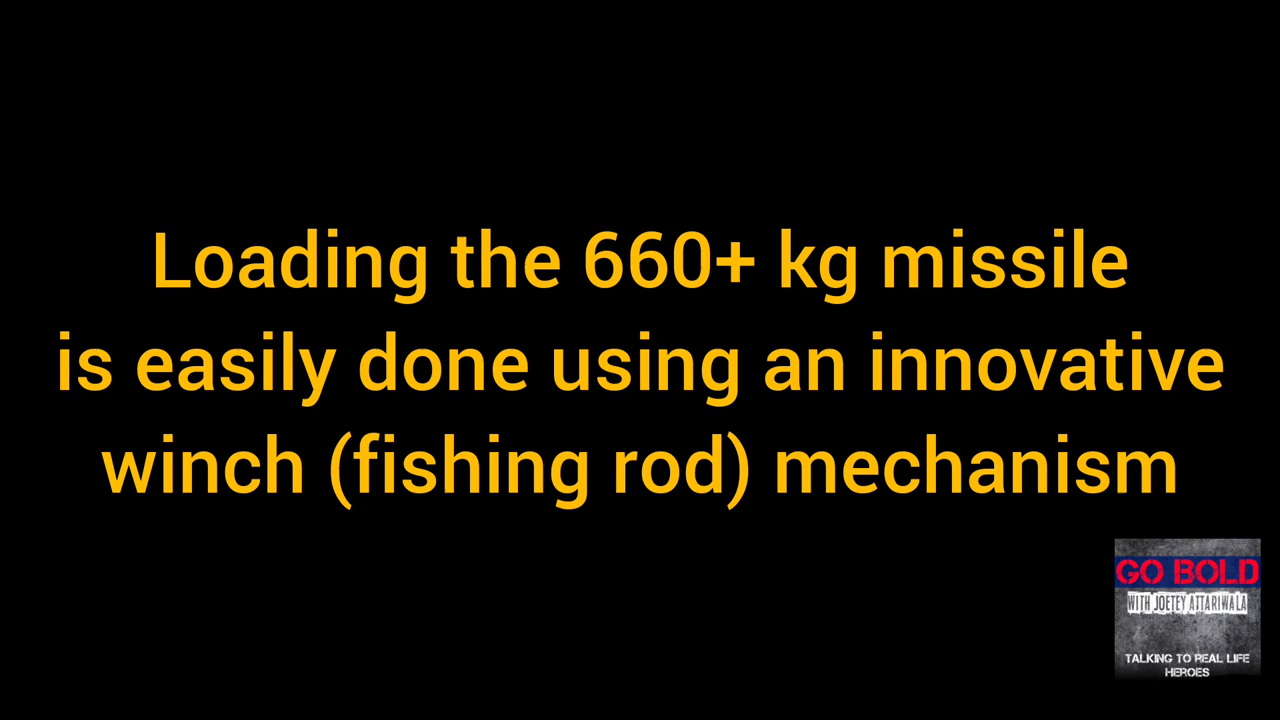 Loading the 660+ kg missile
is easily done using an innovative
winch (fishing rod) mechanism
GO BOLD
WITH JOETEY ATTARIWALA
TALKING TO REAL LIFE
HEROES